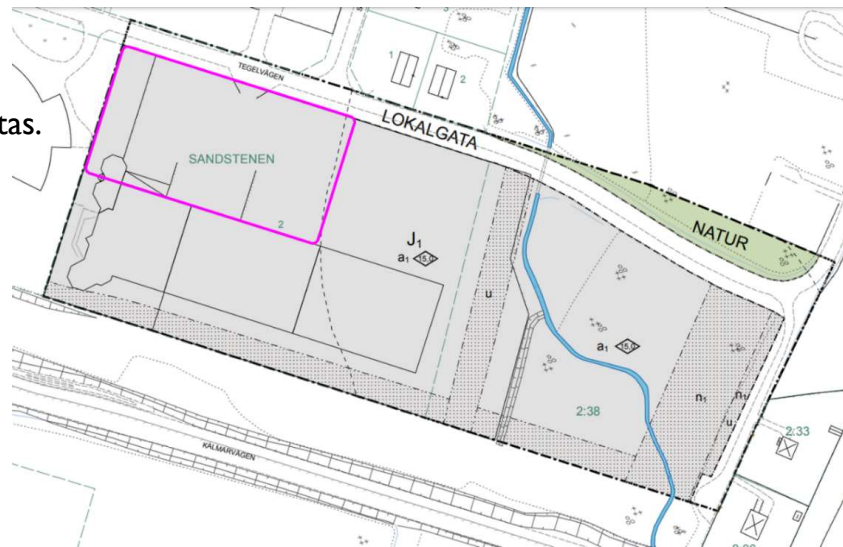 tas.
TEGELVÄGEN
1
2
LOKALGATA
SANDSTENEN
2
NATUR
J1
a1 15,0
u
a1 15,0
2:38
n1
n1
u
2:33
KALMARVÄGEN